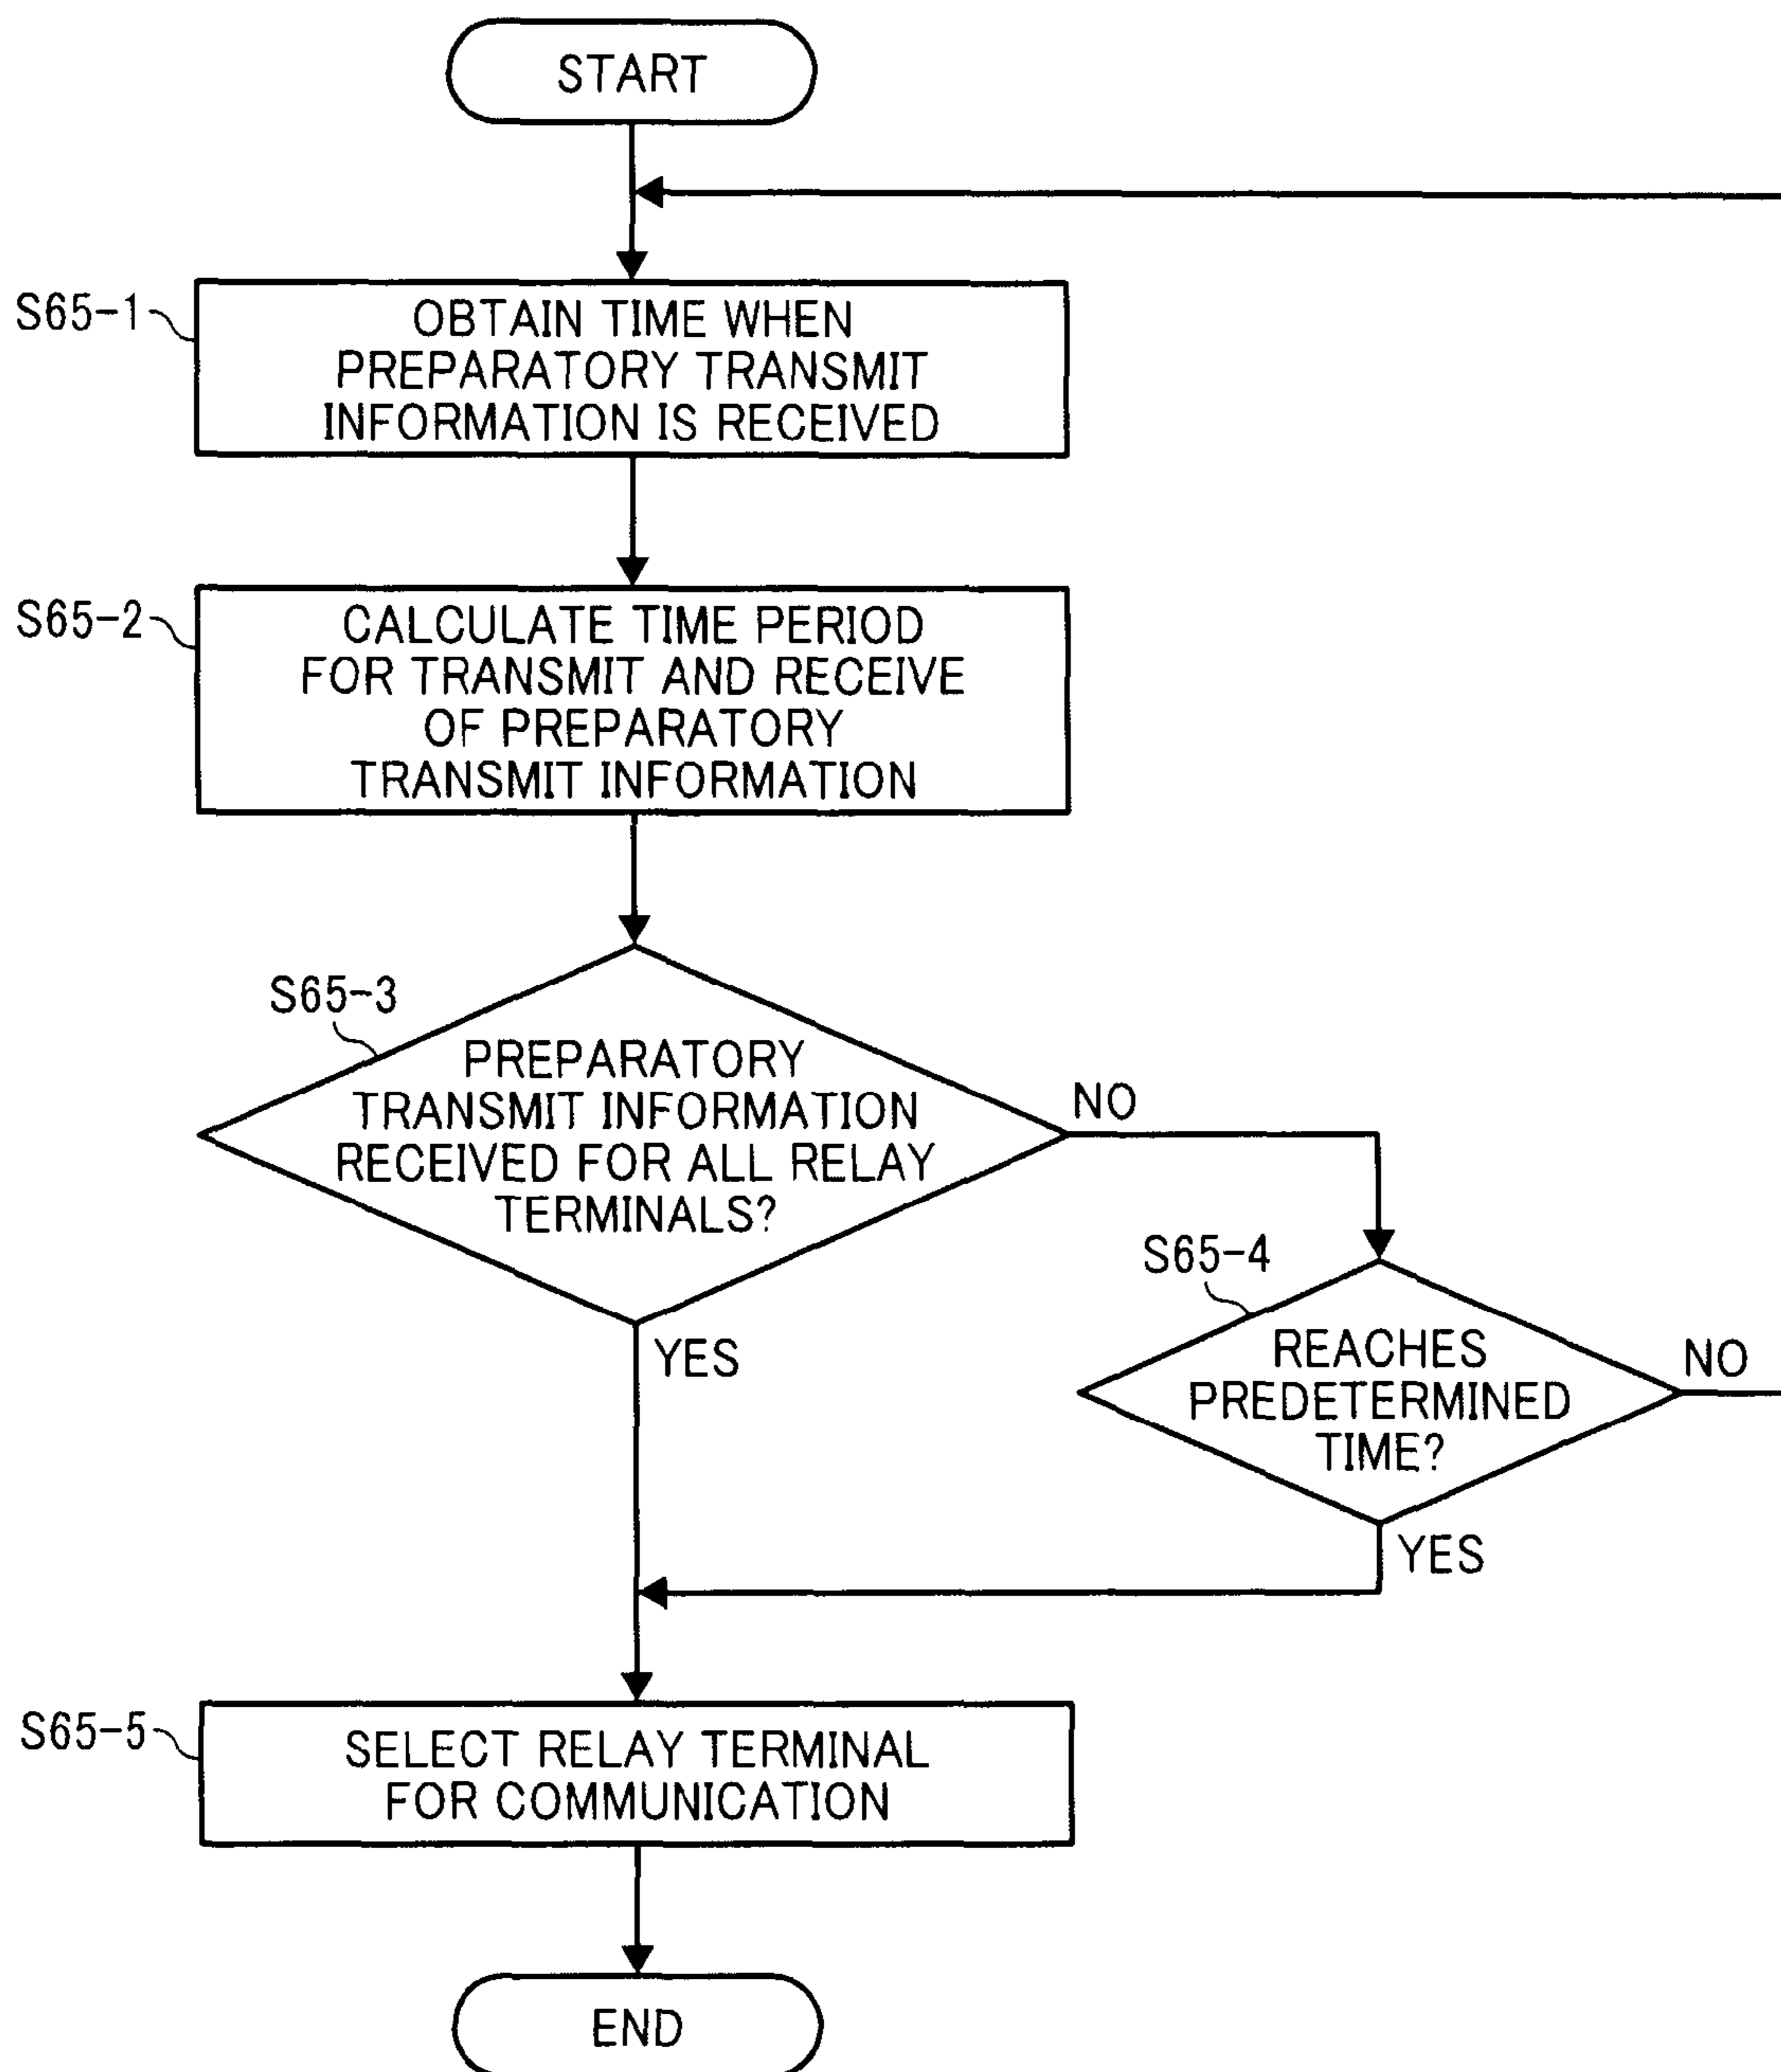 START
S65-1
OBTAIN TIME WHEN
PREPARATORY TRANSMIT
INFORMATION IS RECEIVED
S65-2
CALCULATE TIME PERIOD
FOR TRANSMIT AND RECEIVE
OF PREPARATORY
TRANSMIT INFORMATION
S65-3
PREPARATORY
TRANSMIT INFORMATION
RECEIVED FOR ALL RELAY
TERMINALS?
NO
YES
S65-4
REACHES
PREDETERMINED
TIME?
NO
YES
S65-5
SELECT RELAY TERMINAL
FOR COMMUNICATION
END